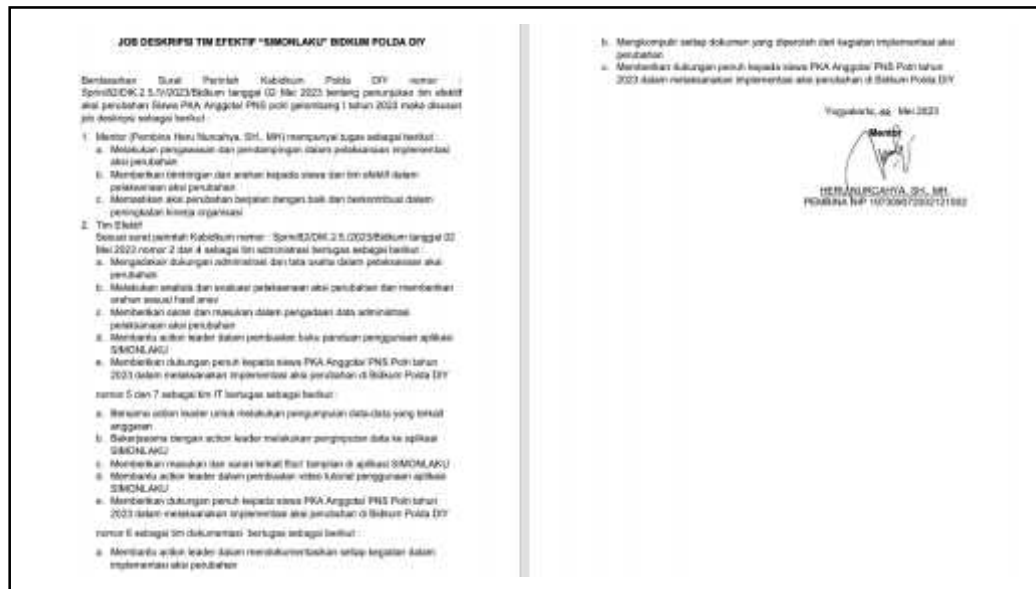 JOB DESKRIPSI TIM EFEKTIF "SIMONLAKU" BIDKUM POLDA DIY
Berdasarkan Surat Perintah Kabidkum Polda DIY nomor :
Sprin/82/DIK.2.5./V/2023/Bidkum tanggal 02 Mei 2023 tentang penunjukan tim efektif
aksi perubahan Siswa PKA Anggota/ PNS polri gelombang I tahun 2023 maka disusun
job deskripsi sebagai berikut :
1. Mentor (Pembina Heru Nurcahya, SH., MH) mempunyai tugas sebagai berikut :
a. Melakukan pengawasan dan pendampingan dalam pelaksanaan implementasi
aksi perubahan
b. Memberikan bimbingan dan arahan kepada siswa dan tim efektif dalam
pelaksanaan aksi perubahan
c. Memastikan aksi perubahan berjalan dengan baik dan berkontribusi dalam
peningkatan kinerja organisasi
2. Tim Efektif
Sesuai surat perintah Kabidkum nomor : Sprin/82/DIK.2.5./2023/Bidkum tanggal 02
Mei 2023 nomor 2 dan 4 sebagai tim administrasi bertugas sebagai berikut :
a. Mengadakan dukungan administrasi dan tata usaha dalam pelaksanaan aksi
perubahan
b. Melakukan analisis dan evaluasi pelaksanaan aksi perubahan dan memberikan
arahan sesuai hasil anev
c. Memberikan saran dan masukan dalam pengadaan data administrasi
pelaksanaan aksi perubahan
d. Membantu action leader dalam pembuatan buku panduan penggunaan aplikasi
SIMONLAKU
e. Memberikan dukungan penuh kepada siswa PKA Anggota/ PNS Polri tahun
2023 dalam melaksanakan implementasi aksi perubahan di Bidkum Polda DIY
nomor 5 dan 7 sebagai tim IT bertugas sebagai berikut :
a. Bersama action leader untuk melakukan pengumpulan data-data yang terkait
anggaran
b. Bekerjasama dengan action leader melakukan penginputan data ke aplikasi
SIMONLAKU
c. Memberikan masukan dan saran terkait fitur/ tampilan di aplikasi SIMONLAKU
d. Membantu action leader dalam pembuatan video tutorial penggunaan aplikasi
SIMONLAKU
e. Memberikan dukungan penuh kepada siswa PKA Anggota/ PNS Polri tahun
2023 dalam melaksanakan implementasi aksi perubahan di Bidkum Polda DIY
nomor 6 sebagai tim dokumentasi bertugas sebagai berikut :
a. Membantu action leader dalam mendokumentasikan setiap kegiatan dalam
implementasi aksi perubahan
b. Mengkompulir setiap dokumen yang diperoleh dari kegiatan implementasi aksi
perubahan
c. Memberikan dukungan penuh kepada siswa PKA Anggota/ PNS Polri tahun
2023 dalam melaksanakan implementasi aksi perubahan di Bidkum Polda DIY
Yogyakarta, Mei 2023
Mentor
HERU NURCAHYA, SH., MH
PEMBINA NIP